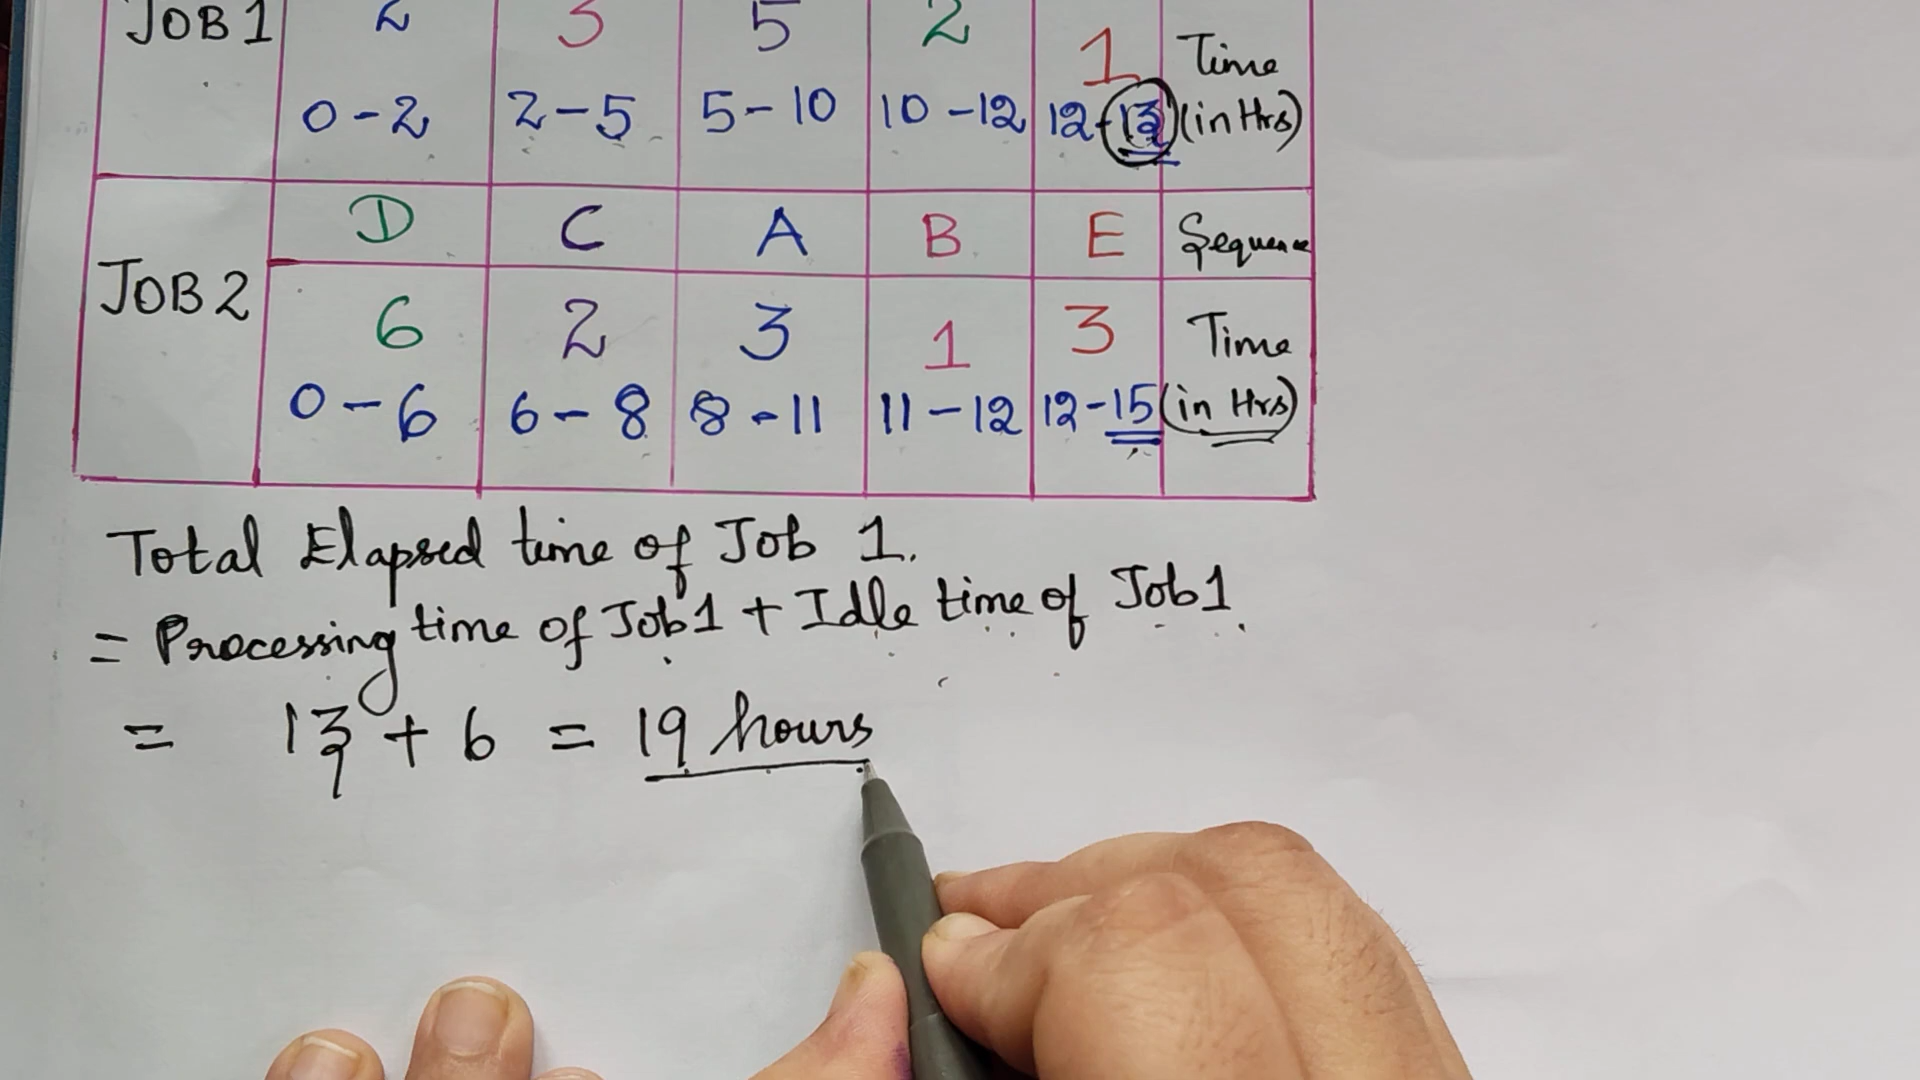 JOB 1 2 3 5 2 1 Time
0-2 2-5 5-10 10-12 12-13 (in Hrs)
D C A B E Sequence
JOB 2
6 2 3 1 3 Time
0-6 6-8 8-11 11-12 12-15 (in Hrs)
Total Elapsed time of Job 1.
= Processing time of Job 1 + Idle time of Job 1
= 13 + 6 = 19 hours